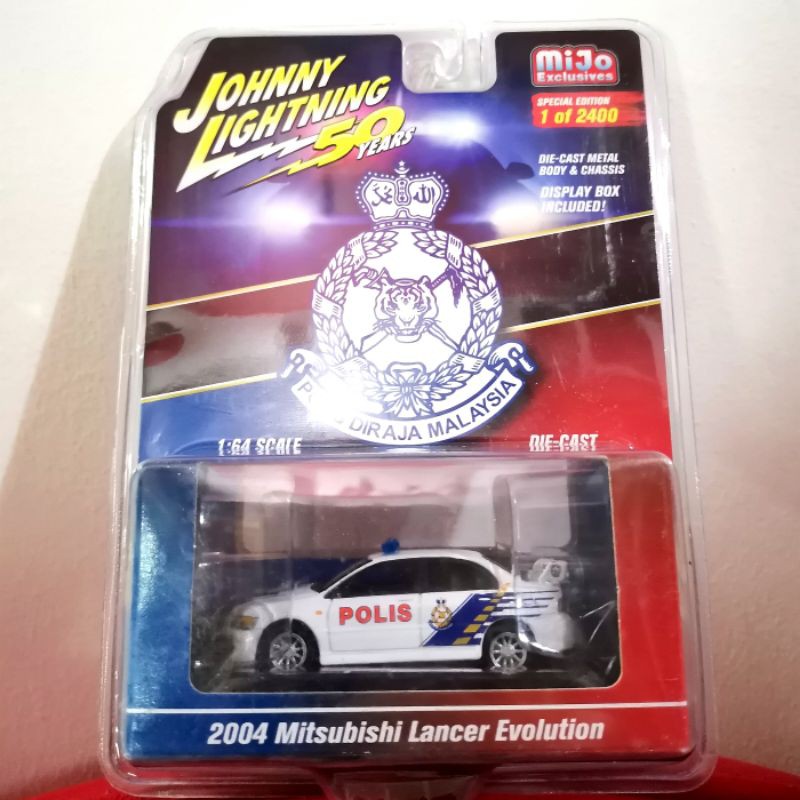 JOHNNY
LIGHTNING
50
YEARS
MiJo
Exclusives
SPECIAL EDITION
1 of 2400
DIE-CAST METAL
BODY & CHASSIS
DISPLAY BOX
INCLUDED!
DIRAJA MALAYSIA
1:64 SCALE
DIE-CAST
POLIS
2004 Mitsubishi Lancer Evolution